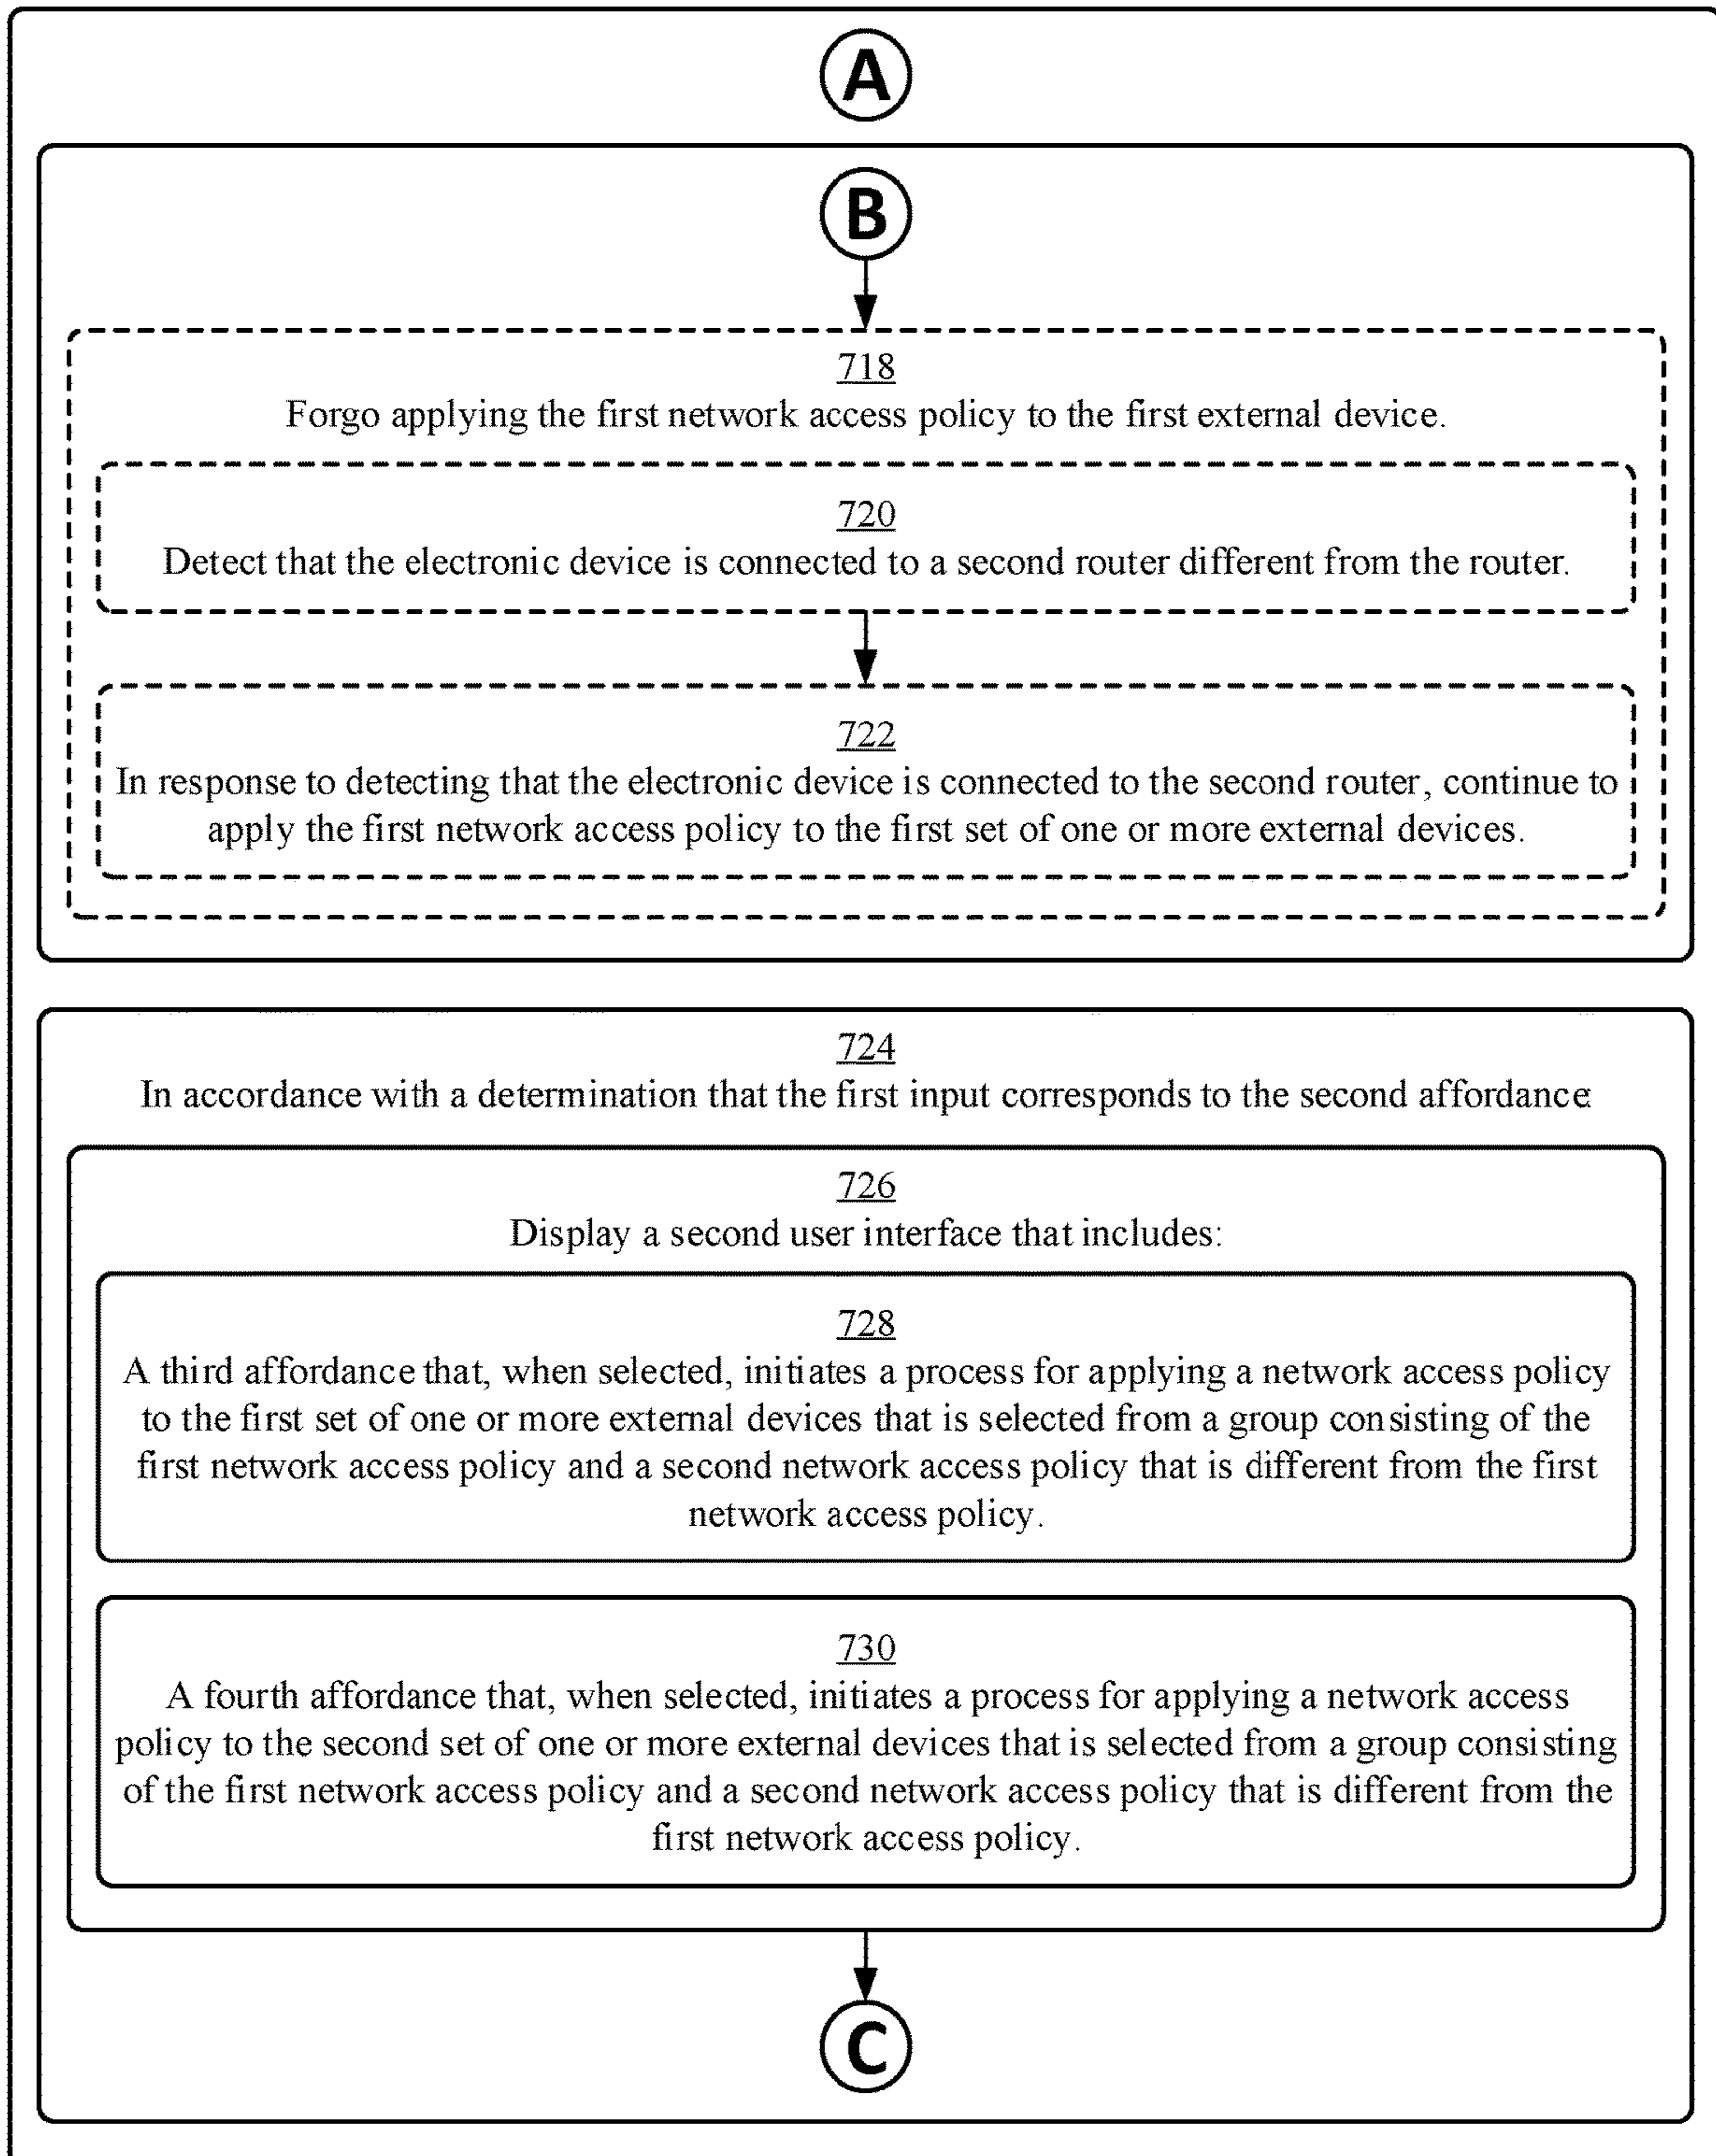 A
B
718
Forgo applying the first network access policy to the first external device.
720
Detect that the electronic device is connected to a second router different from the router.
722
In response to detecting that the electronic device is connected to the second router, continue to
apply the first network access policy to the first set of one or more external devices.
724
In accordance with a determination that the first input corresponds to the second affordance:
726
Display a second user interface that includes:
728
A third affordance that, when selected, initiates a process for applying a network access policy
to the first set of one or more external devices that is selected from a group consisting of the
first network access policy and a second network access policy that is different from the first
network access policy.
730
A fourth affordance that, when selected, initiates a process for applying a network access
policy to the second set of one or more external devices that is selected from a group consisting
of the first network access policy and a second network access policy that is different from the
first network access policy.
C